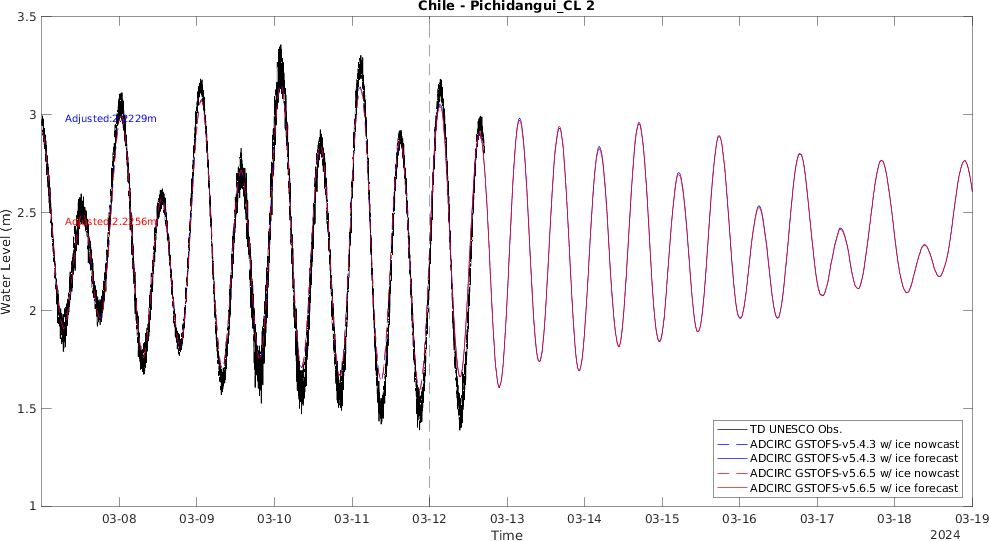 Chile - Pichidangui_CL 2
3.5
3
2.5
2
1.5
1
Water Level (m)
Adjusted:2.2229m
Adjusted:2.2256m
TD UNESCO Obs.
ADCIRC GSTOFS-v5.4.3 w/ ice nowcast
ADCIRC GSTOFS-v5.4.3 w/ ice forecast
ADCIRC GSTOFS-v5.6.5 w/ ice nowcast
ADCIRC GSTOFS-v5.6.5 w/ ice forecast
03-08 03-09 03-10 03-11 03-12 03-13 03-14 03-15 03-16 03-17 03-18 03-19
Time
2024